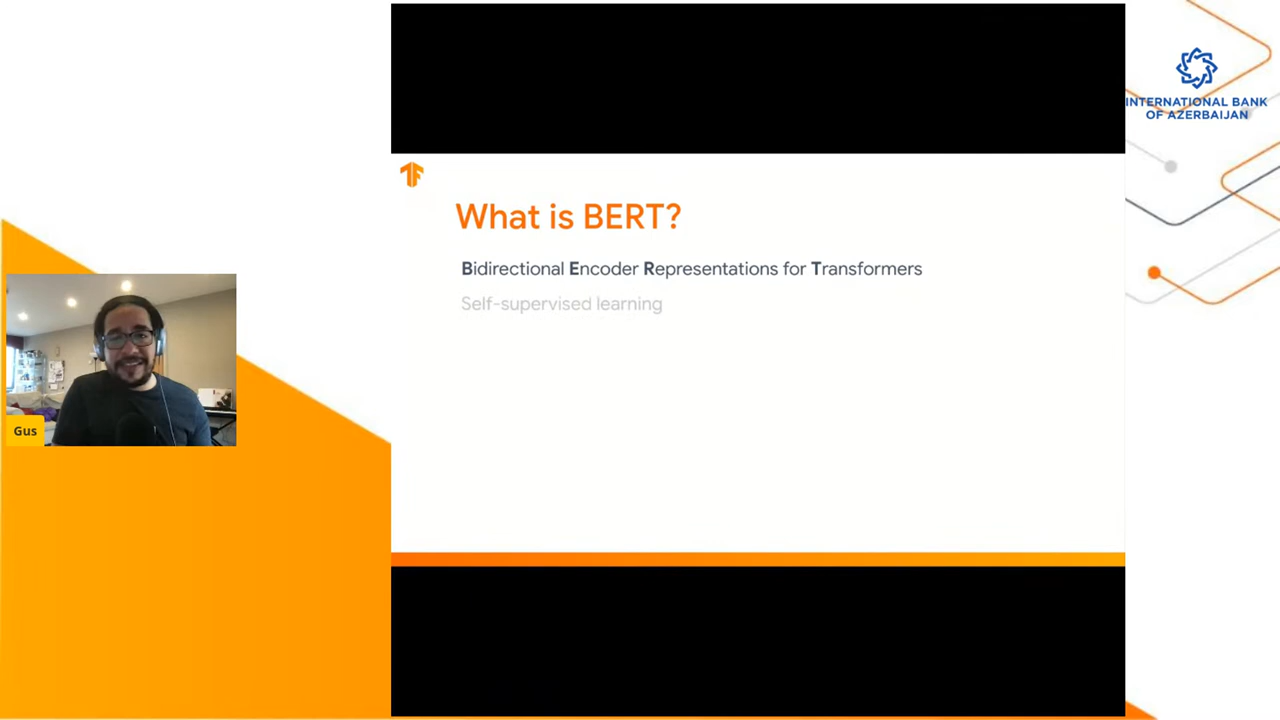 INTERNATIONAL BANK
OF AZERBAIJAN
What is BERT?
Bidirectional Encoder Representations for Transformers
Self-supervised learning
Gus